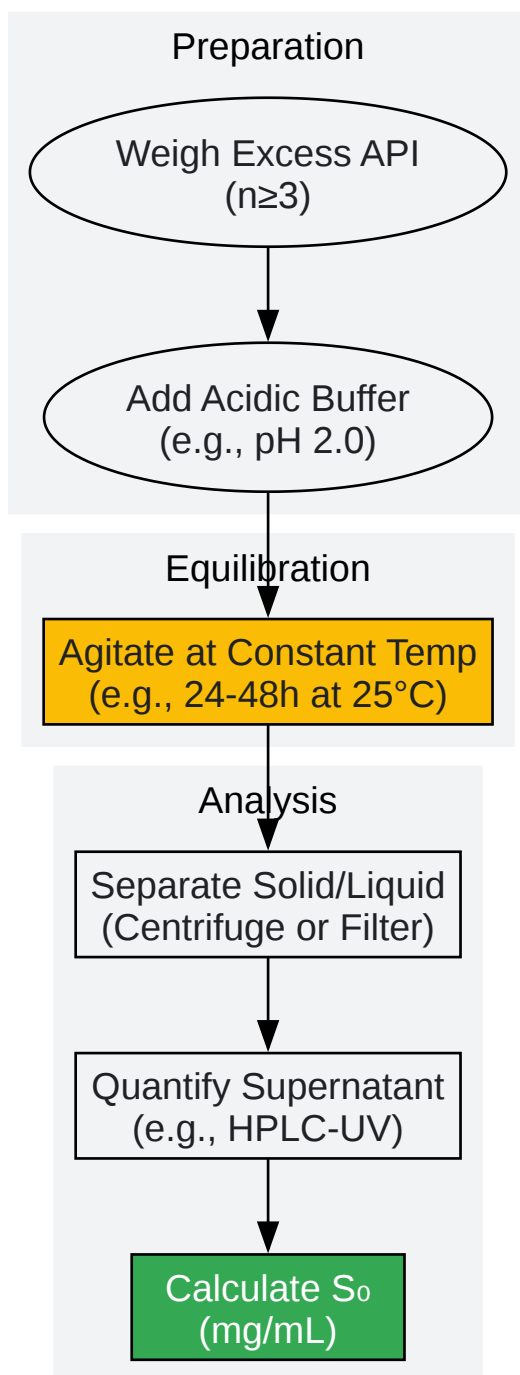 Preparation
Weigh Excess API
(n≥3)
Add Acidic Buffer
(e.g., pH 2.0)
Equilibration
Agitate at Constant Temp
(e.g., 24-48h at 25°C)
Analysis
Separate Solid/Liquid
(Centrifuge or Filter)
Quantify Supernatant
(e.g., HPLC-UV)
Calculate S₀
(mg/mL)